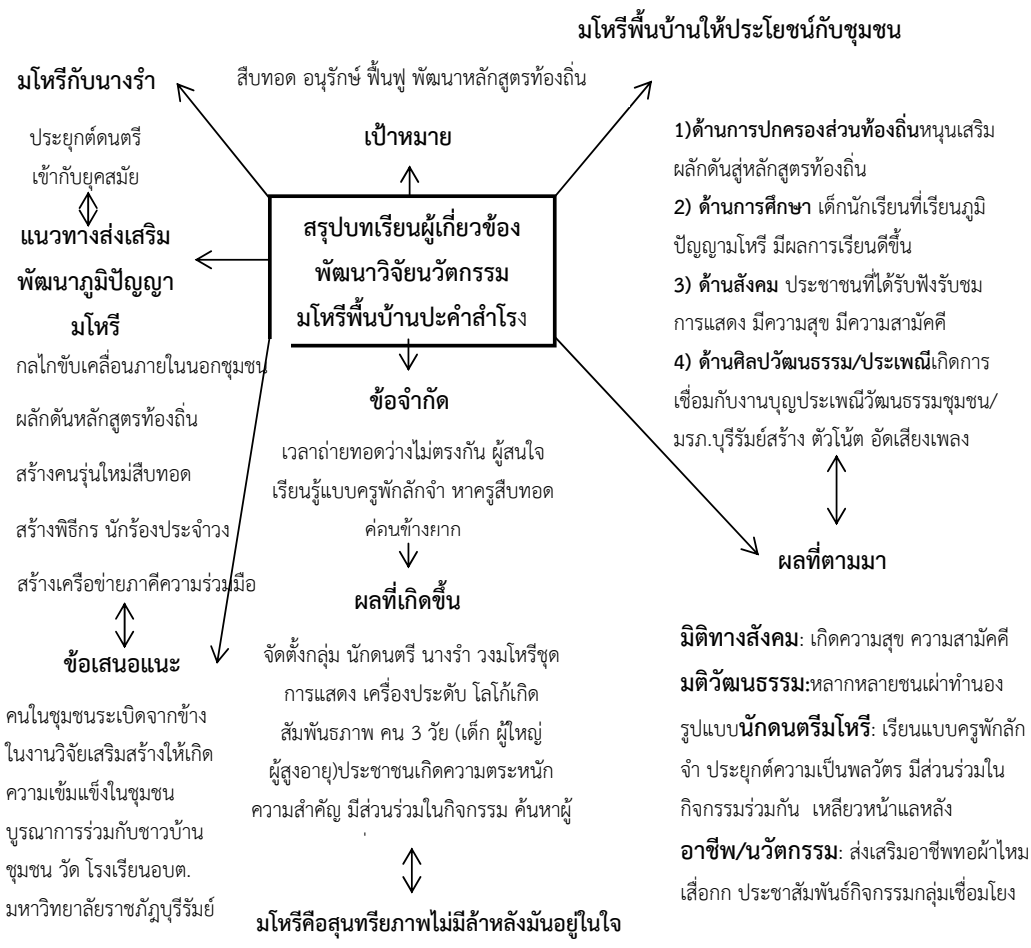 มโหรีพื้นบ้านให้ประโยชน์กับชุมชน
มโหรีกับนางรำ
ประยุกต์ดนตรี
เข้ากับยุคสมัย
แนวทางส่งเสริม
พัฒนาภูมิปัญญา
มโหรี
กลไกขับเคลื่อนภายในนอกชุมชน
ผลักดันหลักสูตรท้องถิ่น
สร้างคนรุ่นใหม่สืบทอด
สร้างพิธีกร นักร้องประจำวง
สร้างเครือข่ายภาคีความร่วมมือ
ข้อเสนอแนะ
คนในชุมชนระเบิดจากข้าง
ในงานวิจัยเสริมสร้างให้เกิด
ความเข้มแข็งในชุมชน
บูรณาการร่วมกับชาวบ้าน
ชุมชน วัด โรงเรียนอบต.
มหาวิทยาลัยราชภัฏบุรีรัมย์
สืบทอด อนุรักษ์ ฟื้นฟู พัฒนาหลักสูตรท้องถิ่น
เป้าหมาย
สรุปบทเรียนผู้เกี่ยวข้อง
พัฒนาวิจัยนวัตกรรม
มโหรีพื้นบ้านปะคำสำโรง
ข้อจำกัด
เวลาถ่ายทอดว่างไม่ตรงกัน ผู้สนใจ
เรียนรู้แบบครูพักลักจำ หาครูสืบทอด
ค่อนข้างยาก
ผลที่เกิดขึ้น
จัดตั้งกลุ่ม นักดนตรี นางรำ วงมโหรีชุด
การแสดง เครื่องประดับ โลโก้เกิด
สัมพันธภาพ คน 3 วัย (เด็ก ผู้ใหญ่
ผู้สูงอายุ)ประชาชนเกิดความตระหนัก
ความสำคัญ มีส่วนร่วมในกิจกรรม ค้นหาผู้
มโหรีคือสุนทรียภาพไม่มีล้าหลังมันอยู่ในใจ
1)ด้านการปกครองส่วนท้องถิ่นหนุนเสริม
ผลักดันสู่หลักสูตรท้องถิ่น
2) ด้านการศึกษา เด็กนักเรียนที่เรียนภูมิ
ปัญญามโหรี มีผลการเรียนดีขึ้น
3) ด้านสังคม ประชาชนที่ได้รับฟังรับชม
การแสดง มีความสุข มีความสามัคคี
4) ด้านศิลปวัฒนธรรม/ประเพณีเกิดการ
เชื่อมกับงานบุญประเพณีวัฒนธรรมชุมชน/
มรภ.บุรีรัมย์สร้าง ตัวโน้ต อัดเสียงเพลง
ผลที่ตามมา
มิติทางสังคม: เกิดความสุข ความสามัคคี
มติวัฒนธรรม:หลากหลายชนเผ่าทำนอง
รูปแบบนักดนตรีมโหรี: เรียนแบบครูพักลัก
จำ ประยุกต์ความเป็นพลวัตร มีส่วนร่วมใน
กิจกรรมร่วมกัน เหลียวหน้าแลหลัง
อาชีพ/นวัตกรรม: ส่งเสริมอาชีพทอผ้าไหม
เสื่อกก ประชาสัมพันธ์กิจกรรมกลุ่มเชื่อมโยง